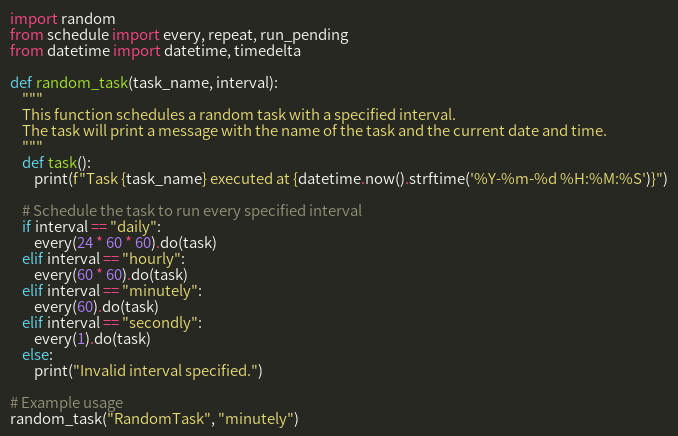 import random
from schedule import every, repeat, run_pending
from datetime import datetime, timedelta

def random_task(task_name, interval):
    """
    This function schedules a random task with a specified interval.
    The task will print a message with the name of the task and the current date and time.
    """
    def task():
        print(f"Task {task_name} executed at {datetime.now().strftime('%Y-%m-%d %H:%M:%S')}")

    # Schedule the task to run every specified interval
    if interval == "daily":
        every(24 * 60 * 60).do(task)
    elif interval == "hourly":
        every(60 * 60).do(task)
    elif interval == "minutely":
        every(60).do(task)
    elif interval == "secondly":
        every(1).do(task)
    else:
        print("Invalid interval specified.")

# Example usage
random_task("RandomTask", "minutely")